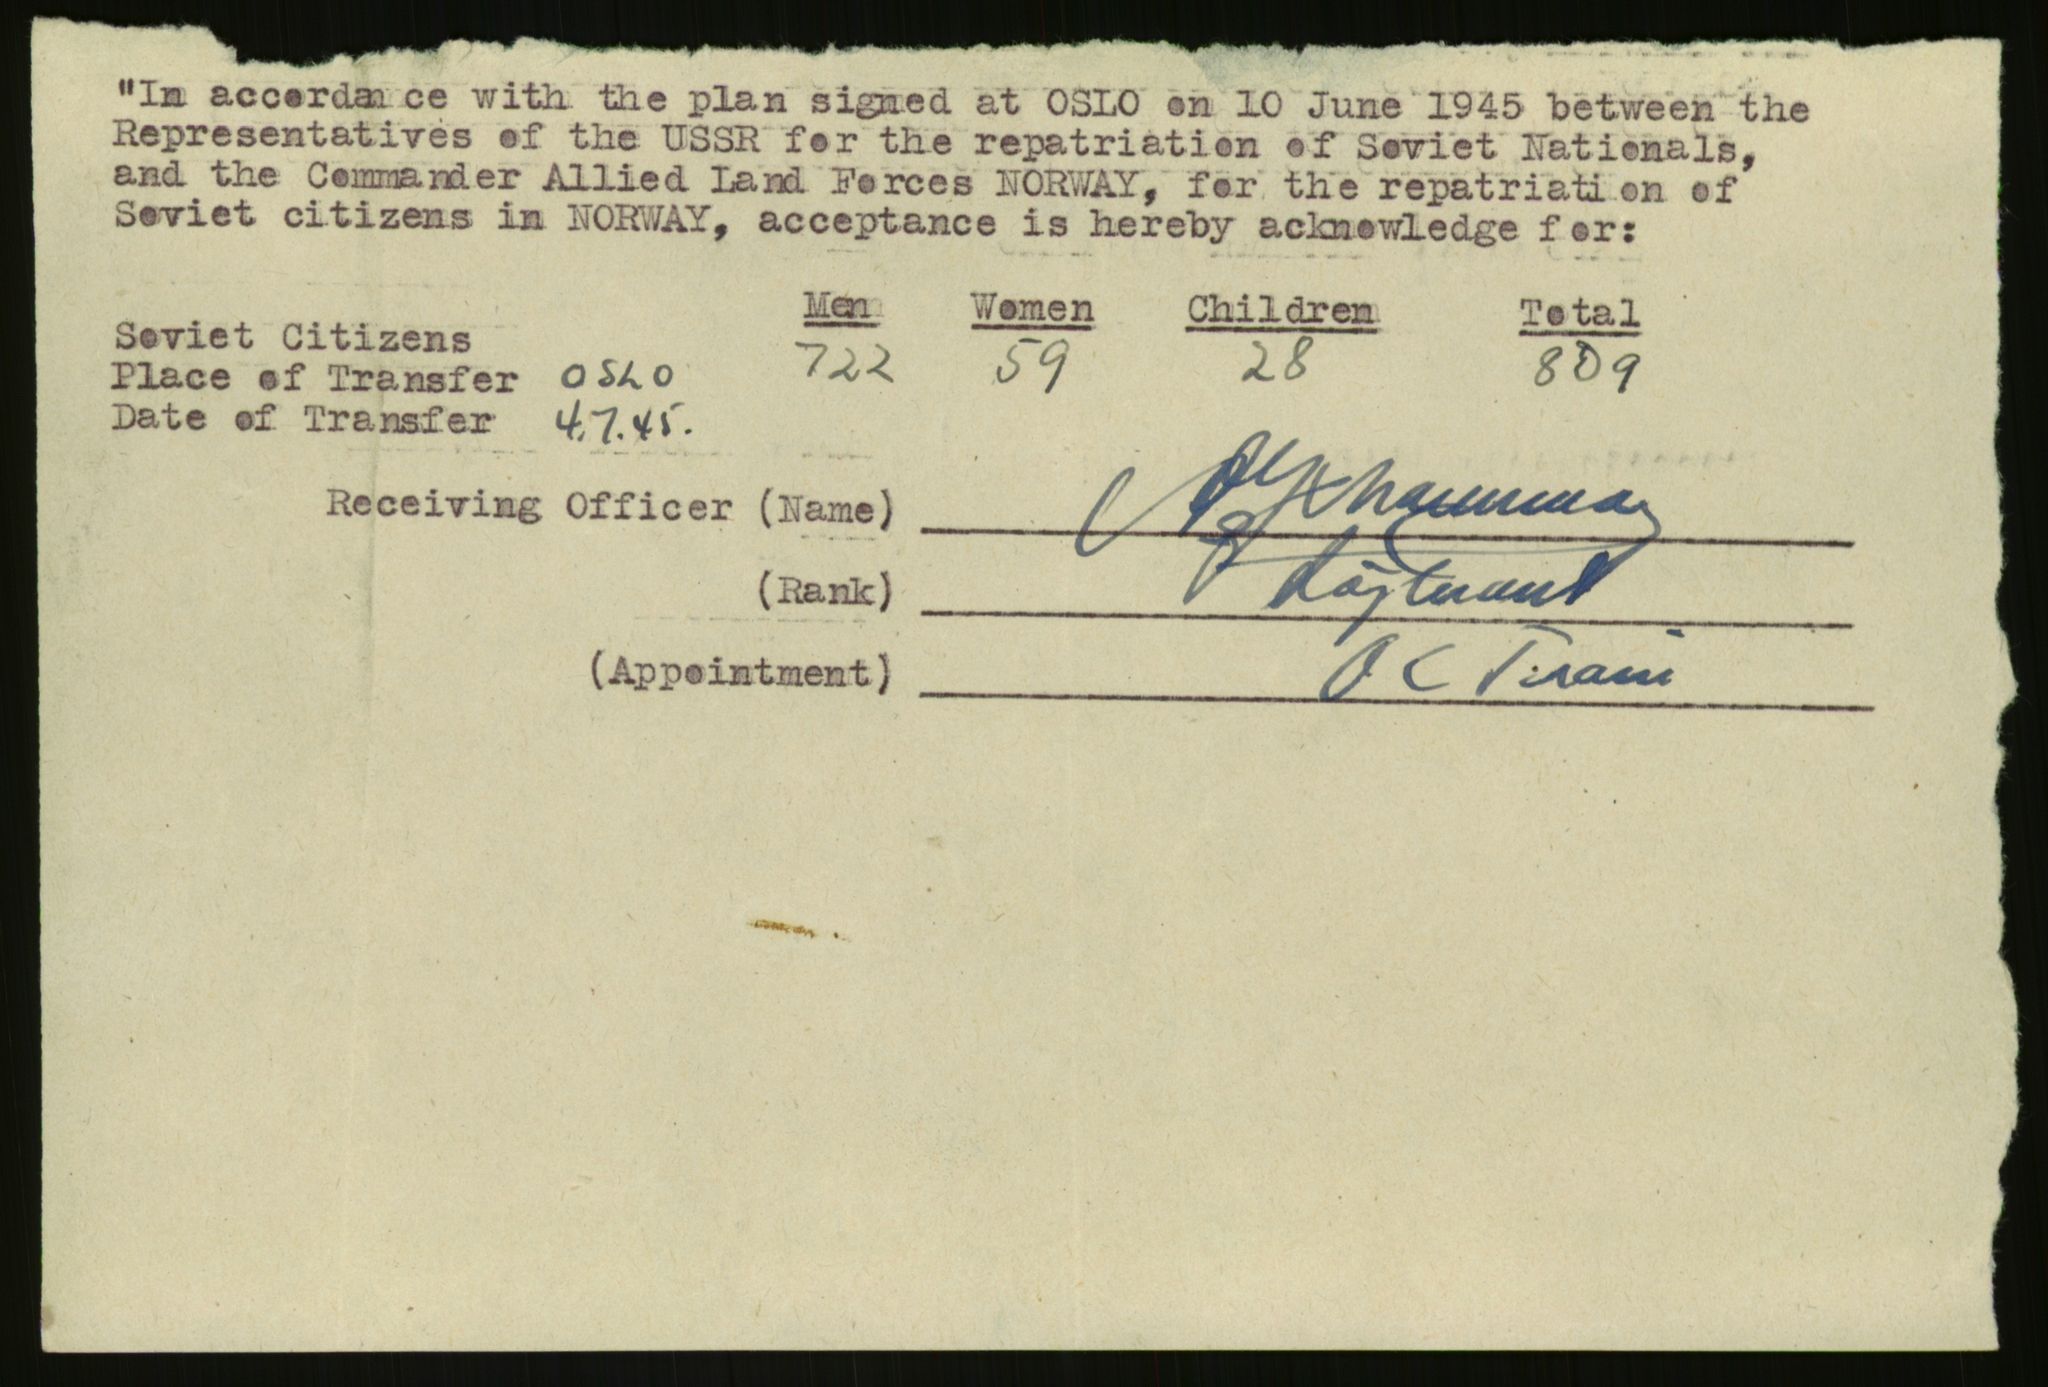 "In accordance with the plan signed at OSLO on 10 June 1945 between the
Representatives of the USSR for the repatriation of Soviet Nationals,
and the Commander Allied Land Forces NORWAY, for the repatriation of
Soviet citizens in NORWAY, acceptance is hereby acknowledge for:
Men Women Children Total
Soviet Citizens
Place of Transfer OSLO 722 59 28 809
Date of Transfer 4.7.45.
Receiving Officer (Name)
(Rank) Løjtnant
(Appointment) OC Train